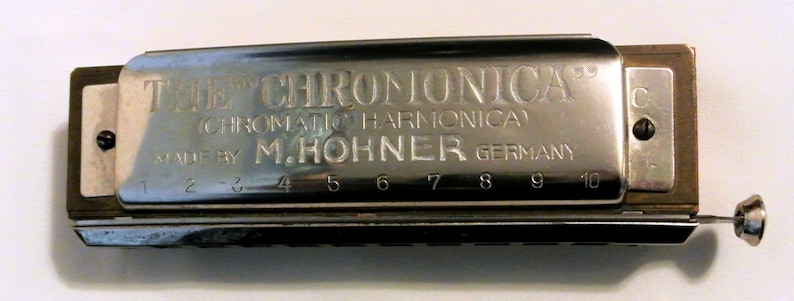 THE "CHROMONICA"
C
(CHROMATIC HARMONICA)
MADE BY M. HOHNER GERMANY
1 2 3 4 5 6 7 8 9 10